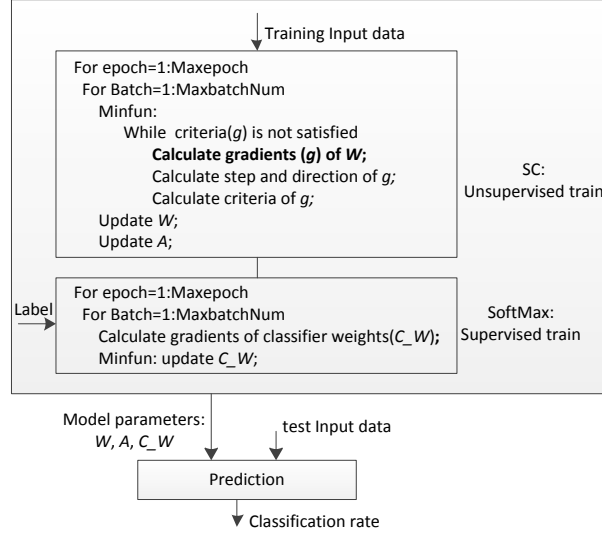 Training Input data
For epoch=1:Maxepoch
For Batch=1:MaxbatchNum
Minfun:
While criteria(g) is not satisfied
Calculate gradients (g) of W;
Calculate step and direction of g;
Calculate criteria of g;
Update W;
Update A;
SC:
Unsupervised train
For epoch=1:Maxepoch
For Batch=1:MaxbatchNum
Calculate gradients of classifier weights(C_W);
Minfun: update C_W;
Label
SoftMax:
Supervised train
Model parameters:
W, A, C_W
test Input data
Prediction
Classification rate